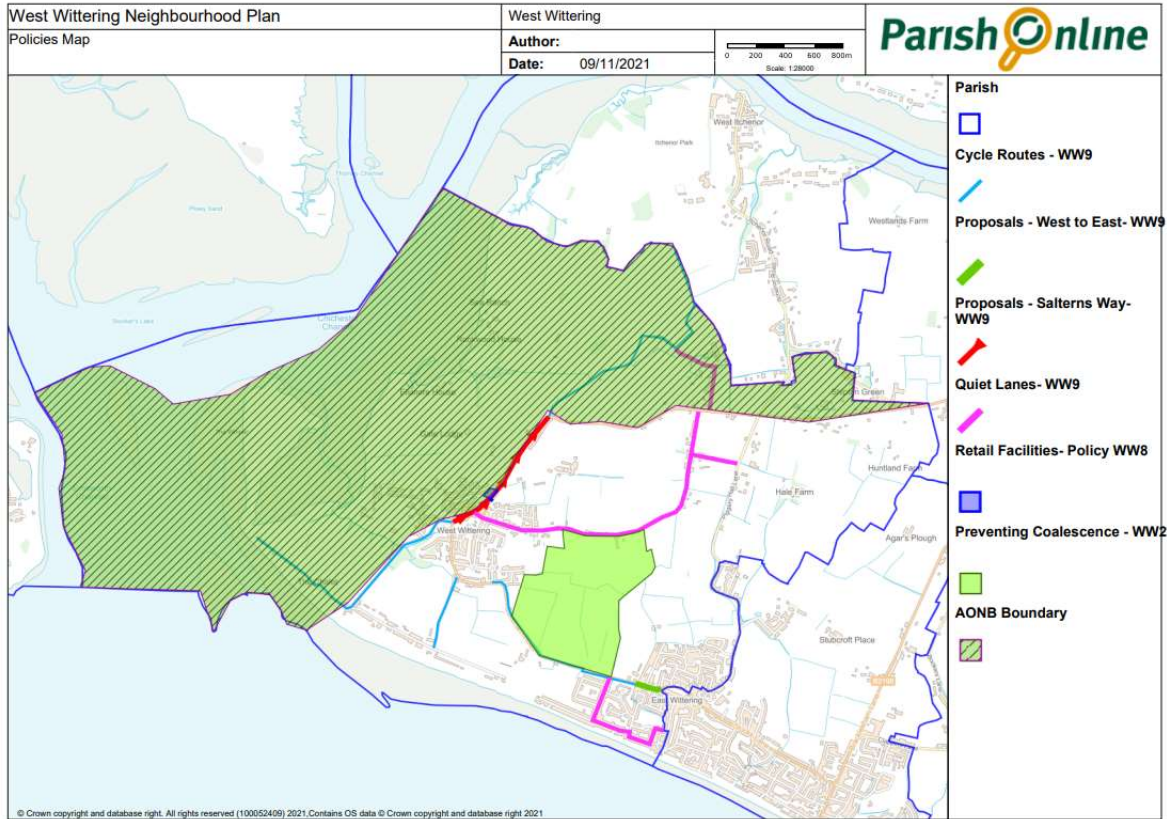 West Wittering Neighbourhood Plan
Policies Map
West Wittering
Author:
Date: 09/11/2021
0 200 400 600 800m
Scale: 1:28000
Parish Online
Parish
Cycle Routes - WW9
Proposals - West to East- WW9
Proposals - Salterns Way-
WW9
Quiet Lanes- WW9
Retail Facilities- Policy WW8
Preventing Coalescence - WW2
AONB Boundary
West Itchenor
Itchenor Park
Westlands Farm
Pilsey Sand
Chichester
Huntland Farm
Hale Farm
Agar's Plough
West Wittering
Stubcroft Place
East Wittering
© Crown copyright and database right. All rights reserved (100052409) 2021,Contains OS data © Crown copyright and database right 2021